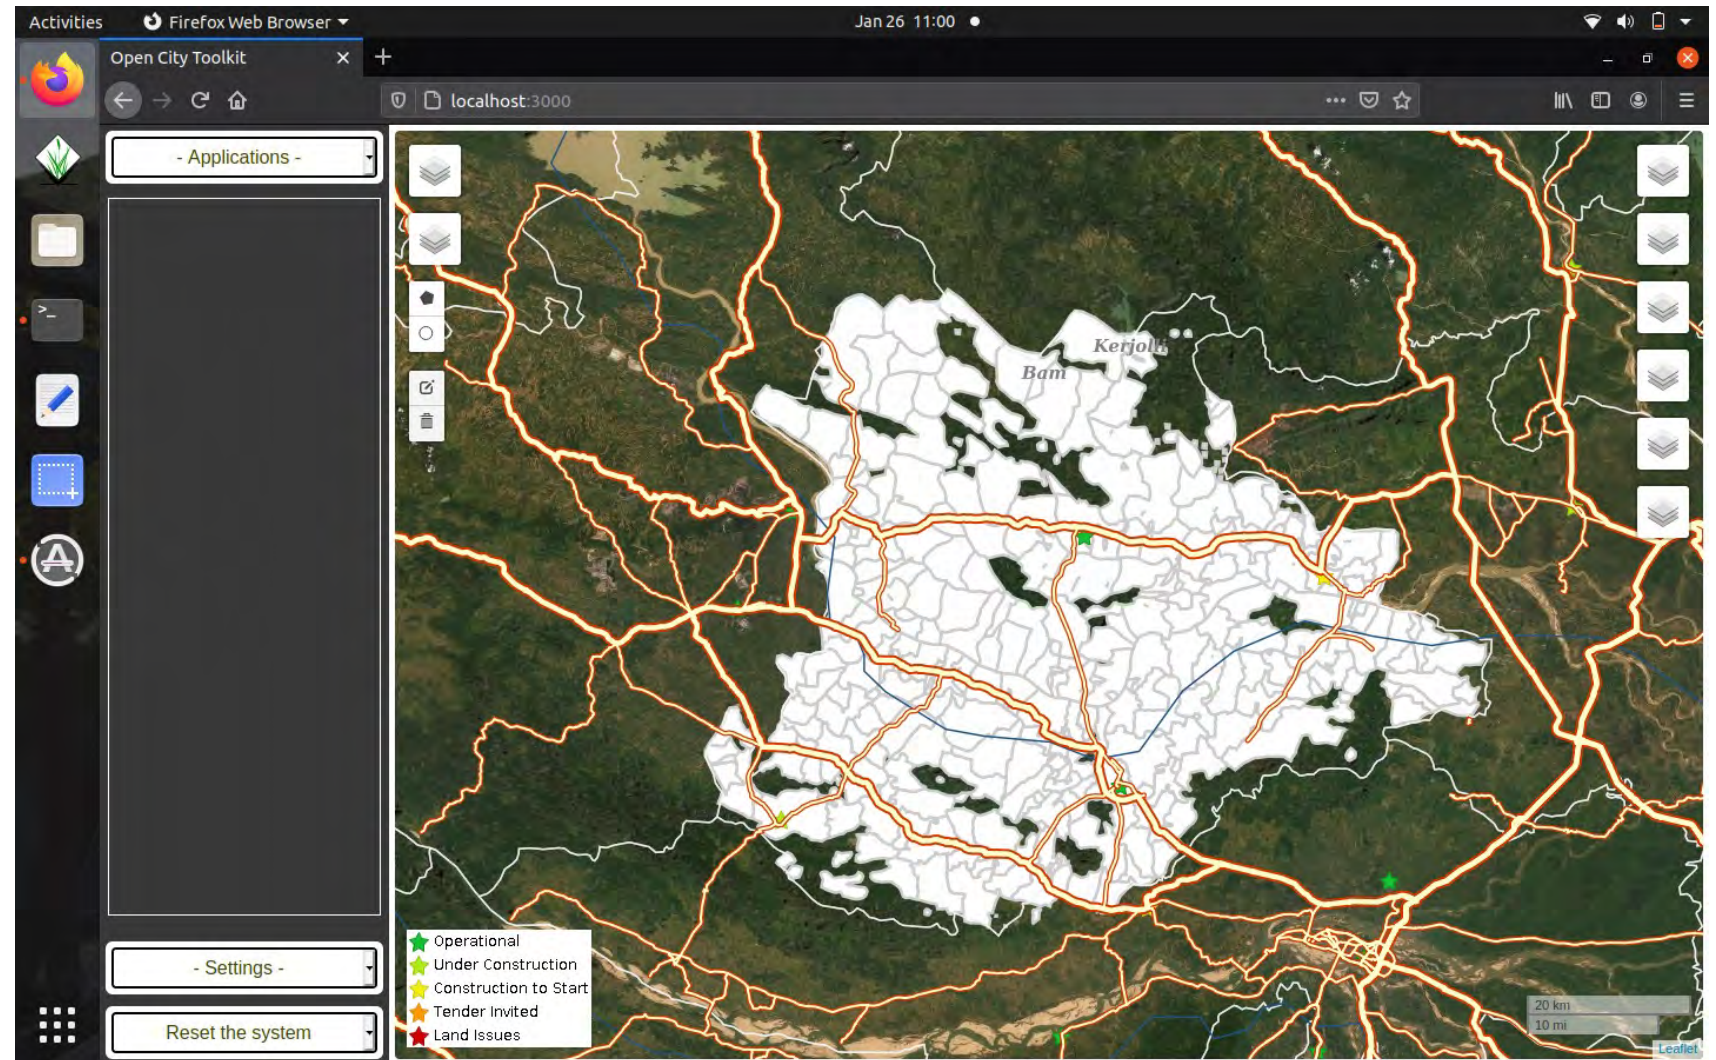 Activities
Firefox Web Browser
Jan 26 11:00
Open City Toolkit
localhost:3000
- Applications -
Kerjolli
Bam
Operational
Under Construction
- Settings -
Construction to Start
Tender Invited
20 km
Reset the system
10 mi
Land Issues
Leaflet